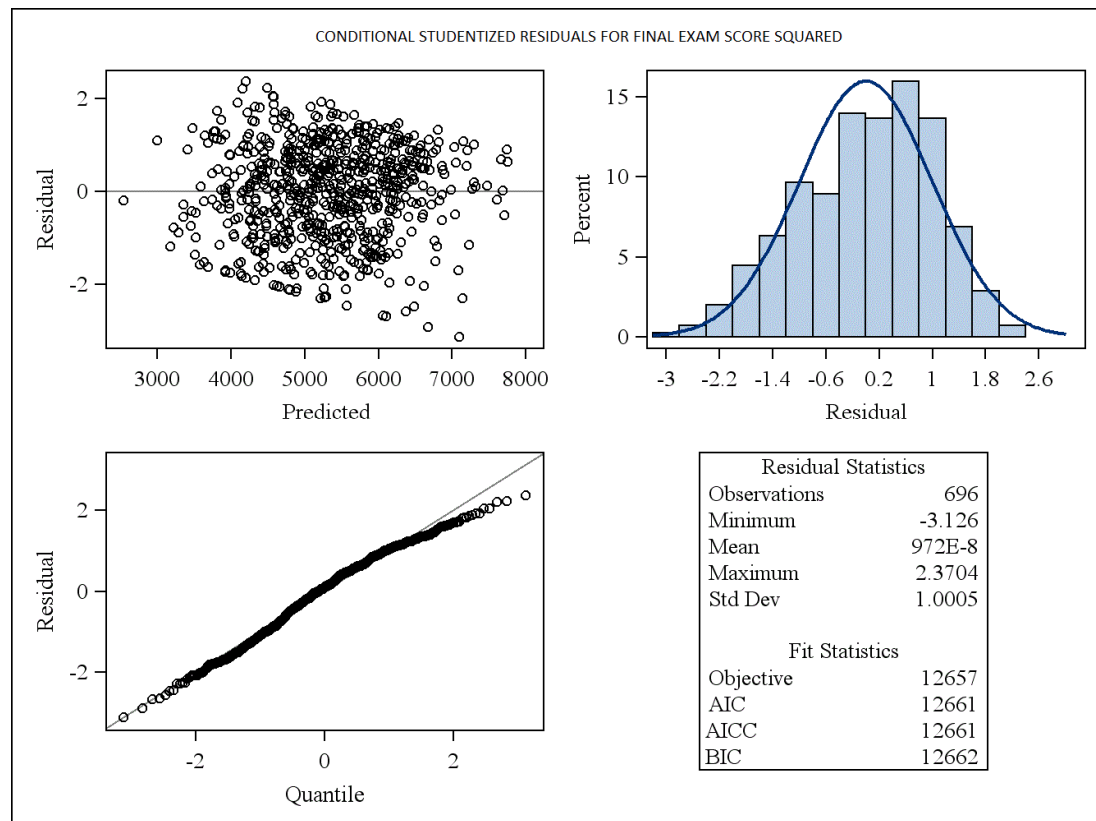 CONDITIONAL STUDENTIZED RESIDUALS FOR FINAL EXAM SCORE SQUARED
2
0
-2
Residual
3000 4000 5000 6000 7000 8000
Predicted
15
10
5
0
Percent
-3 -2.2 -1.4 -0.6 0.2 1 1.8 2.6
Residual
2
0
-2
Residual
-2 0 2
Quantile
Residual Statistics
Observations 696
Minimum -3.126
Mean 972E-8
Maximum 2.3704
Std Dev 1.0005
Fit Statistics
Objective 12657
AIC 12661
AICC 12661
BIC 12662